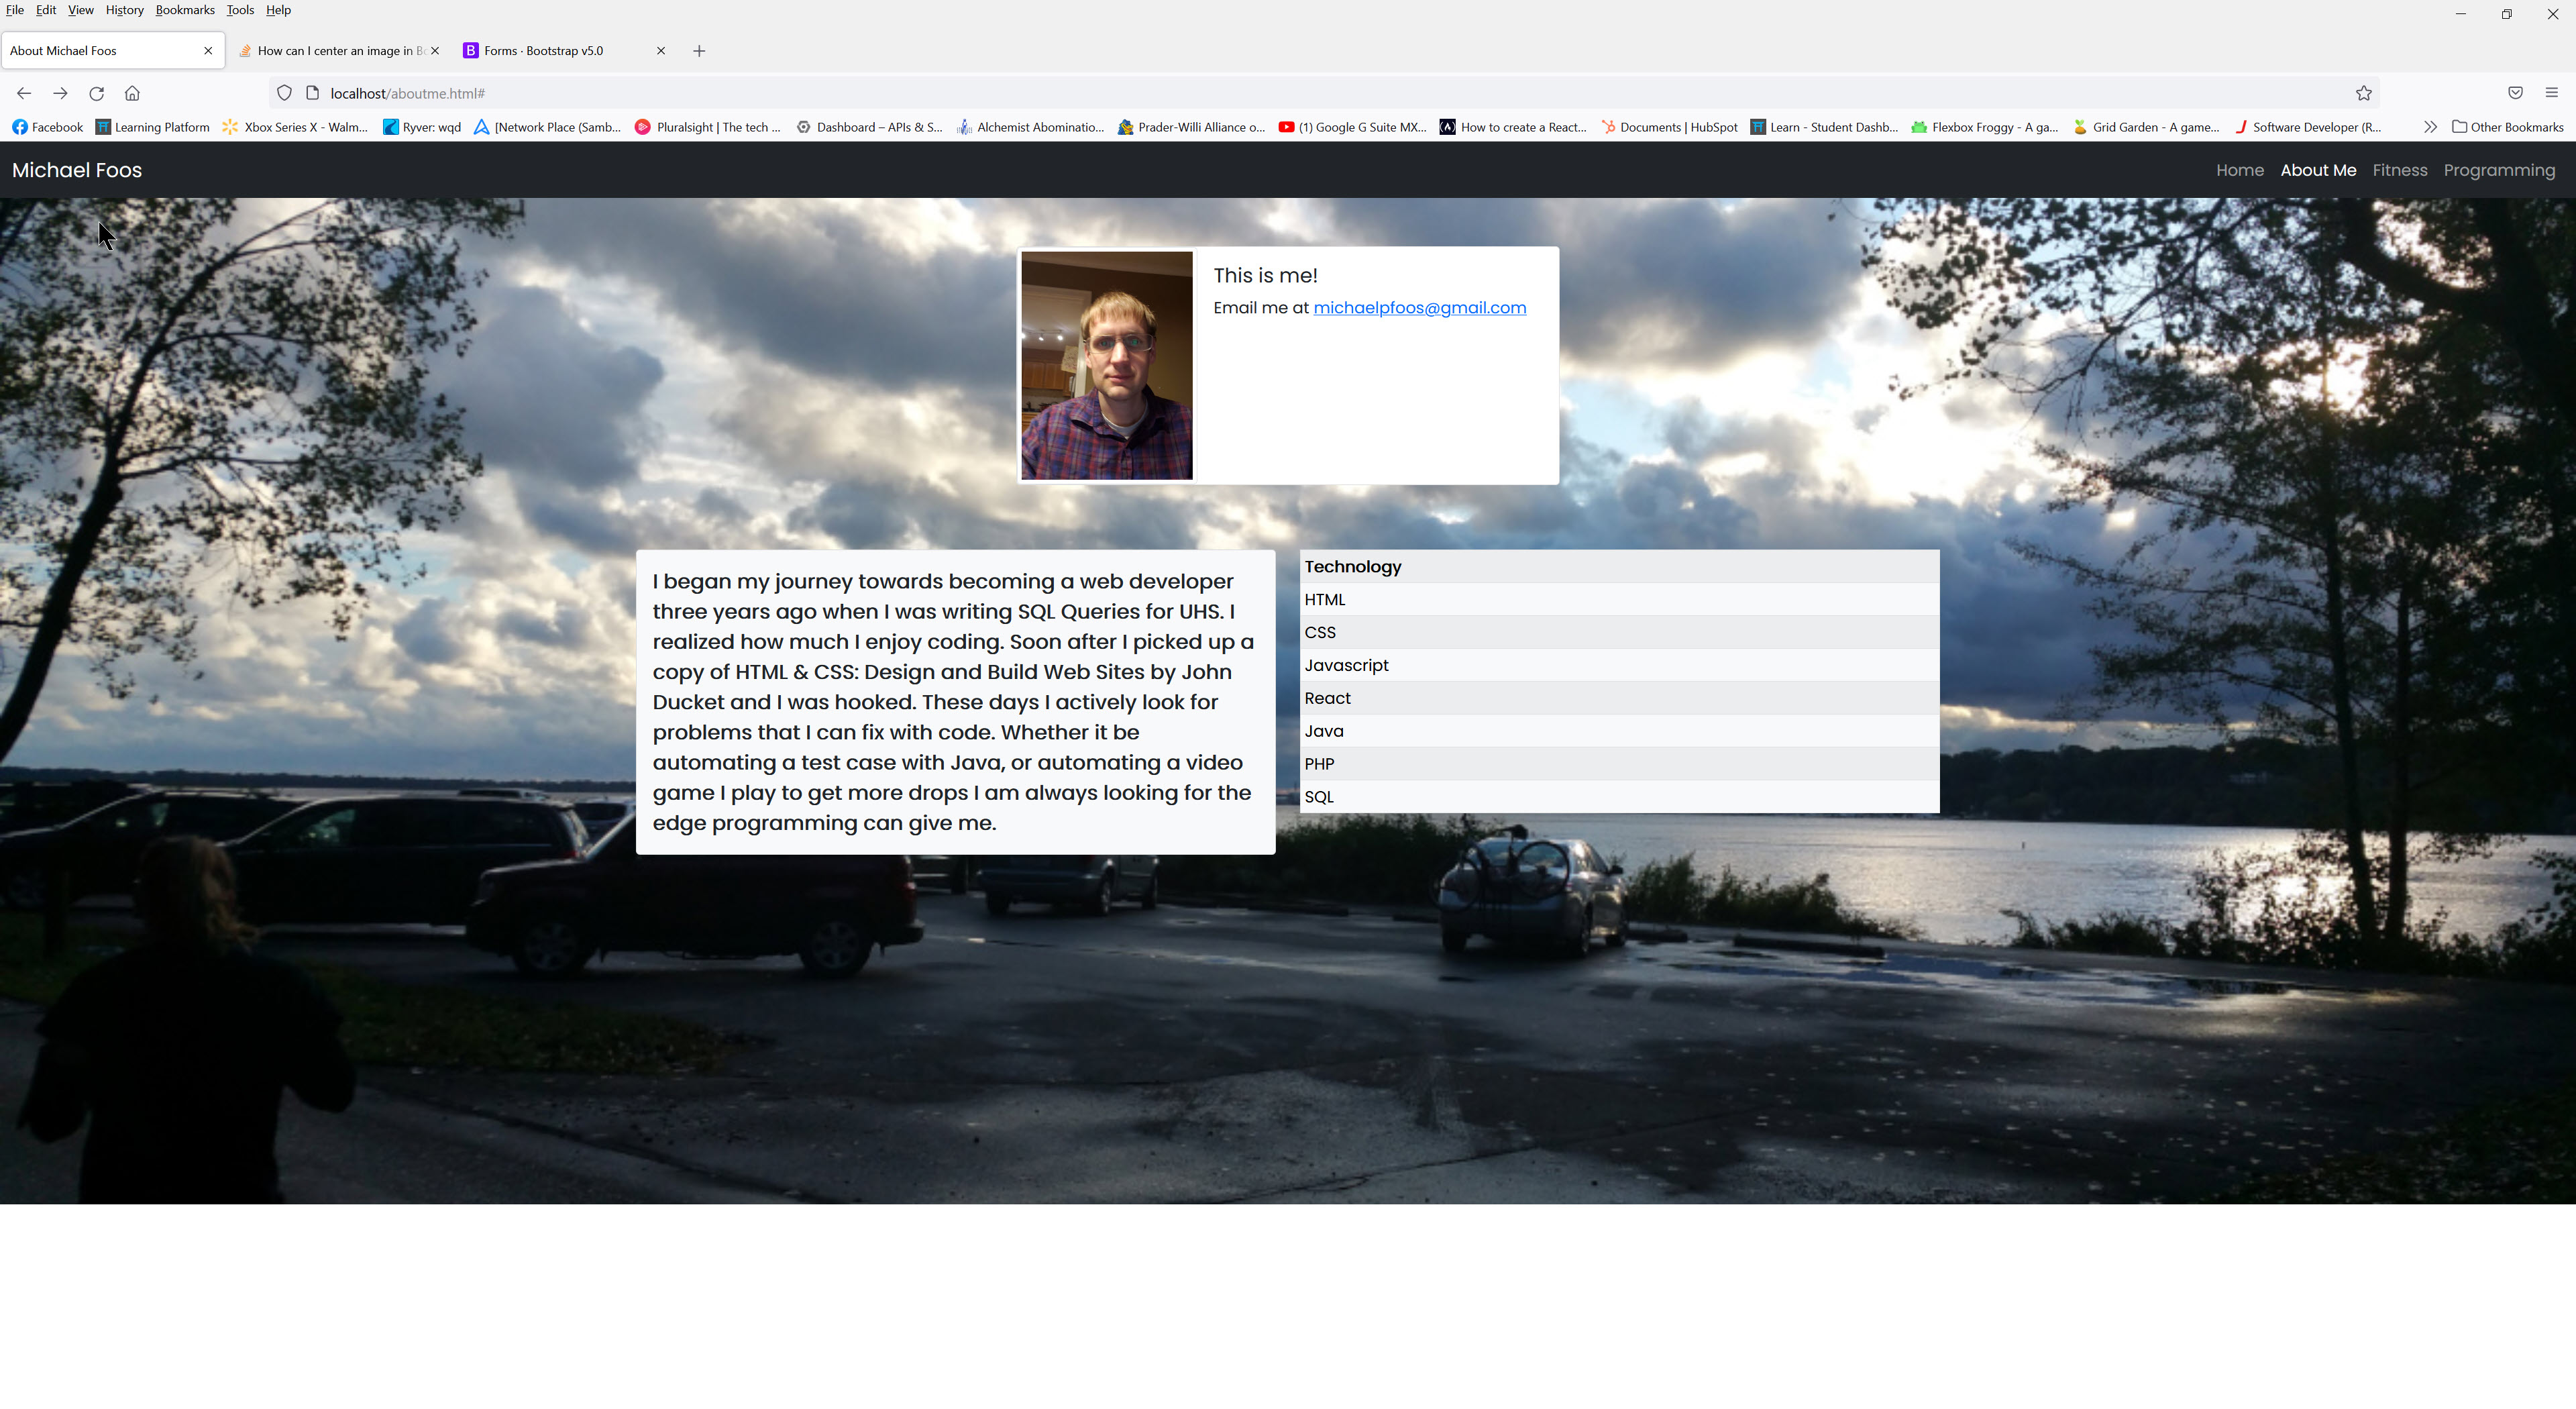 File Edit View History Bookmarks Tools Help
About Michael Foos
How can I center an image in Bo
Forms · Bootstrap v5.0
localhost/aboutme.html#
Facebook Learning Platform Xbox Series X - Walm... Ryver: wqd [Network Place (Samb... Pluralsight | The tech ... Dashboard – APIs & S... Alchemist Abominatio... Prader-Willi Alliance o... (1) Google G Suite MX... How to create a React... Documents | HubSpot Learn - Student Dashb... Flexbox Froggy - A ga... Grid Garden - A game... Software Developer (R... Other Bookmarks
Michael Foos
Home About Me Fitness Programming
This is me!
Email me at michaelpfoos@gmail.com
I began my journey towards becoming a web developer
three years ago when I was writing SQL Queries for UHS. I
realized how much I enjoy coding. Soon after I picked up a
copy of HTML & CSS: Design and Build Web Sites by John
Ducket and I was hooked. These days I actively look for
problems that I can fix with code. Whether it be
automating a test case with Java, or automating a video
game I play to get more drops I am always looking for the
edge programming can give me.
Technology
HTML
CSS
Javascript
React
Java
PHP
SQL